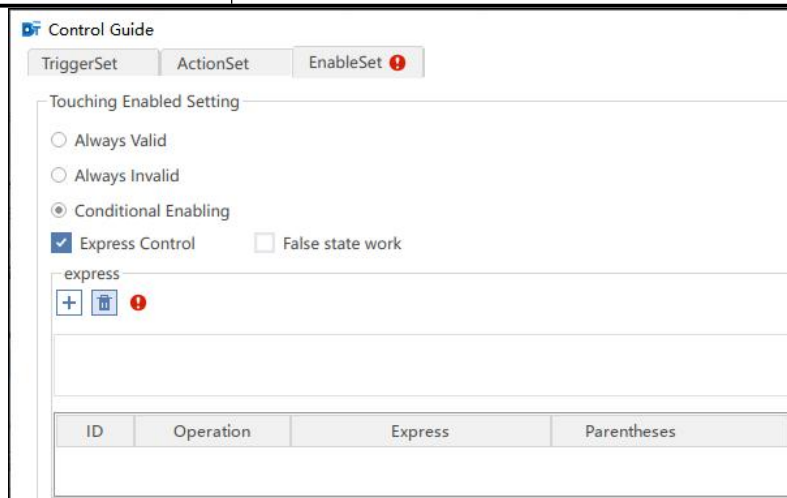 Control Guide
TriggerSet ActionSet EnableSet
Touching Enabled Setting
Always Valid
Always Invalid
Conditional Enabling
Express Control False state work
express
ID Operation Express Parentheses